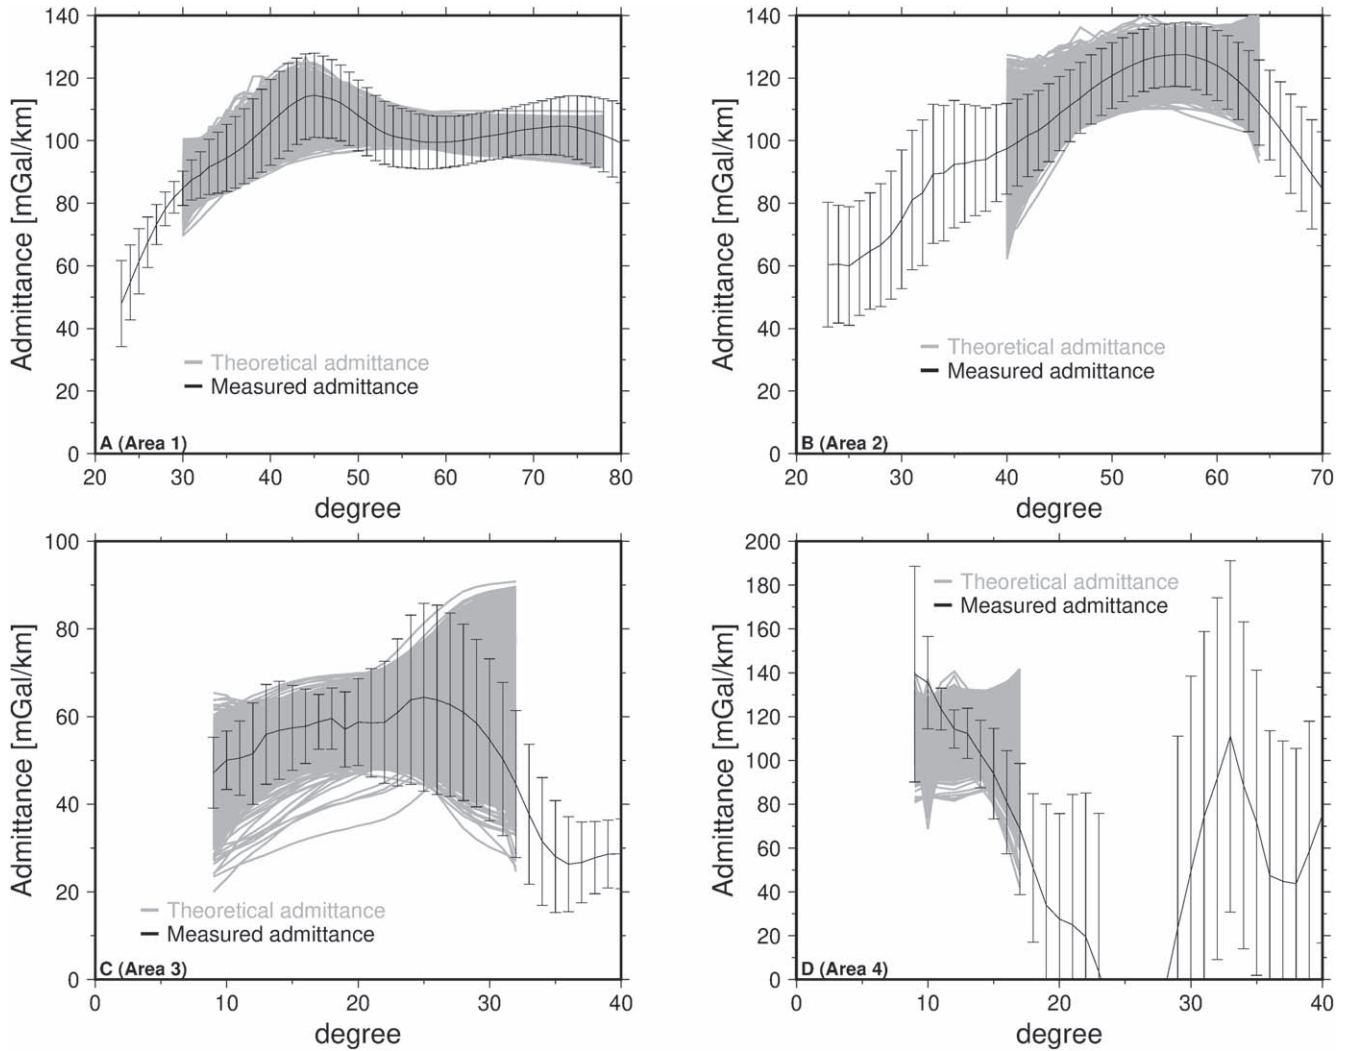 140
120
100
80
60
40
20
0
Admittance [mGal/km]
Theoretical admittance
Measured admittance
A (Area 1)
20 30 40 50 60 70 80
degree
140
120
100
80
60
40
20
0
Admittance [mGal/km]
Theoretical admittance
Measured admittance
B (Area 2)
20 30 40 50 60 70
degree
100
80
60
40
20
0
Admittance [mGal/km]
Theoretical admittance
Measured admittance
C (Area 3)
0 10 20 30 40
degree
200
180
160
140
120
100
80
60
40
20
0
Admittance [mGal/km]
Theoretical admittance
Measured admittance
D (Area 4)
0 10 20 30 40
degree